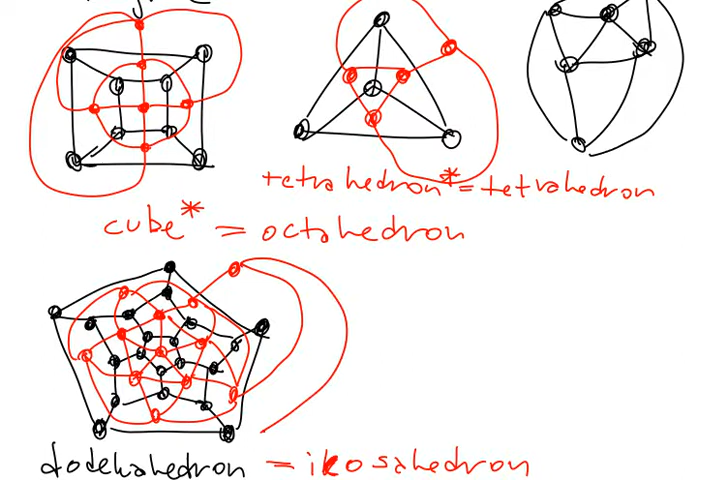 tetrahedron* = tetrahedron
cube* = octahedron
dodekahedron = ikosahedron